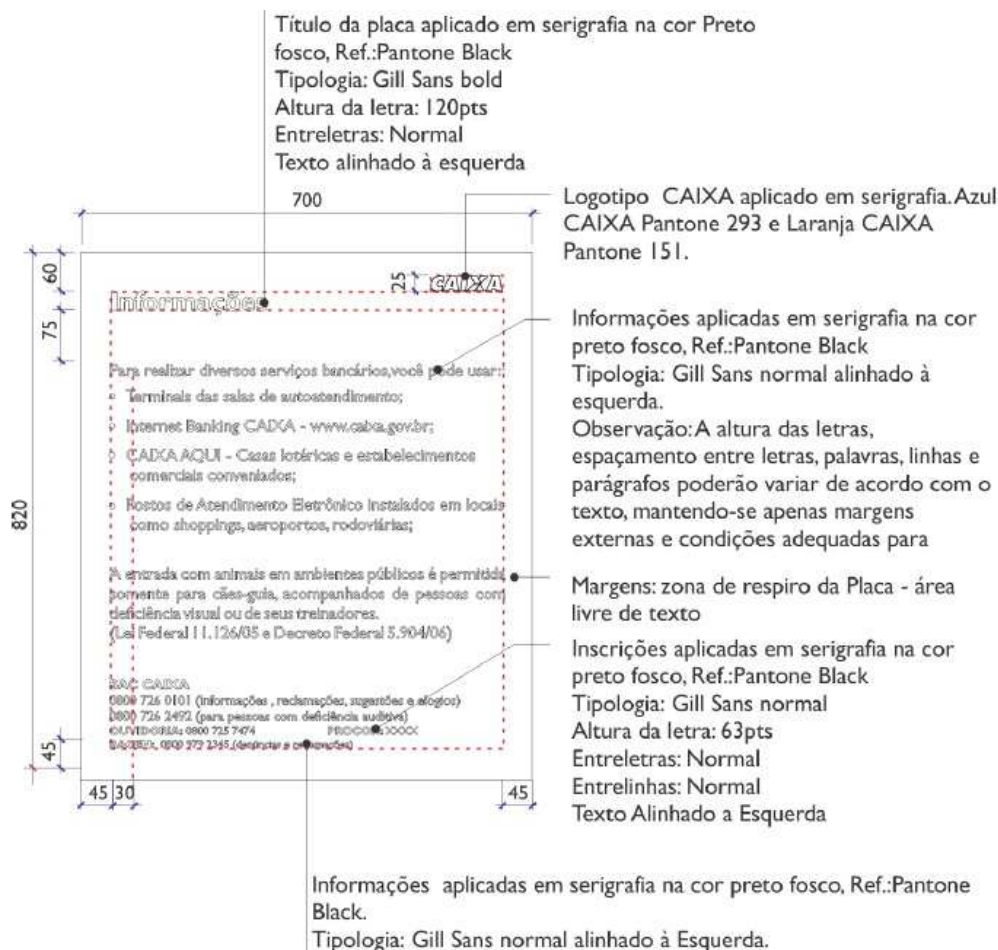 Título da placa aplicado em serigrafia na cor Preto
fosco, Ref.:Pantone Black
Tipologia: Gill Sans bold
Altura da letra: 120pts
Entreletras: Normal
Texto alinhado à esquerda
700
Logotipo CAIXA aplicado em serigrafia. Azul
CAIXA Pantone 293 e Laranja CAIXA
Pantone 151.
60
25
CAIXA
Informações
75
Informações aplicadas em serigrafia na cor
preto fosco, Ref.:Pantone Black
Tipologia: Gill Sans normal alinhado à
esquerda.
Observação: A altura das letras,
espaçamento entre letras, palavras, linhas e
parágrafos poderão variar de acordo com o
texto, mantendo-se apenas margens
externas e condições adequadas para
Para realizar diversos serviços bancários, você pode usar:
Terminais das salas de autoatendimento;
Internet Banking CAIXA - www.caixa.gov.br;
CAIXA AQUI - Casas lotéricas e estabelecimentos
comerciais conveniados;
Postos de Atendimento Eletrônico instalados em locais
como shoppings, aeroportos, rodoviárias;
820
A entrada com animais em ambientes públicos é permitida
somente para cães-guia, acompanhados de pessoas com
deficiência visual ou de seus treinadores.
(Lei Federal 11.126/05 e Decreto Federal 5.904/06)
Margens: zona de respiro da Placa - área
livre de texto
Inscrições aplicadas em serigrafia na cor
preto fosco, Ref.:Pantone Black
Tipologia: Gill Sans normal
Altura da letra: 63pts
Entreletras: Normal
Entrelinhas: Normal
Texto Alinhado a Esquerda
SAC CAIXA
0800 726 0101 (informações , reclamações, sugestões e elogios)
0800 726 2492 (para pessoas com deficiência auditiva)
OUVIDORIA: 0800 725 7474
45
45 30
45
Informações aplicadas em serigrafia na cor preto fosco, Ref.:Pantone
Black.
Tipologia: Gill Sans normal alinhado à Esquerda.